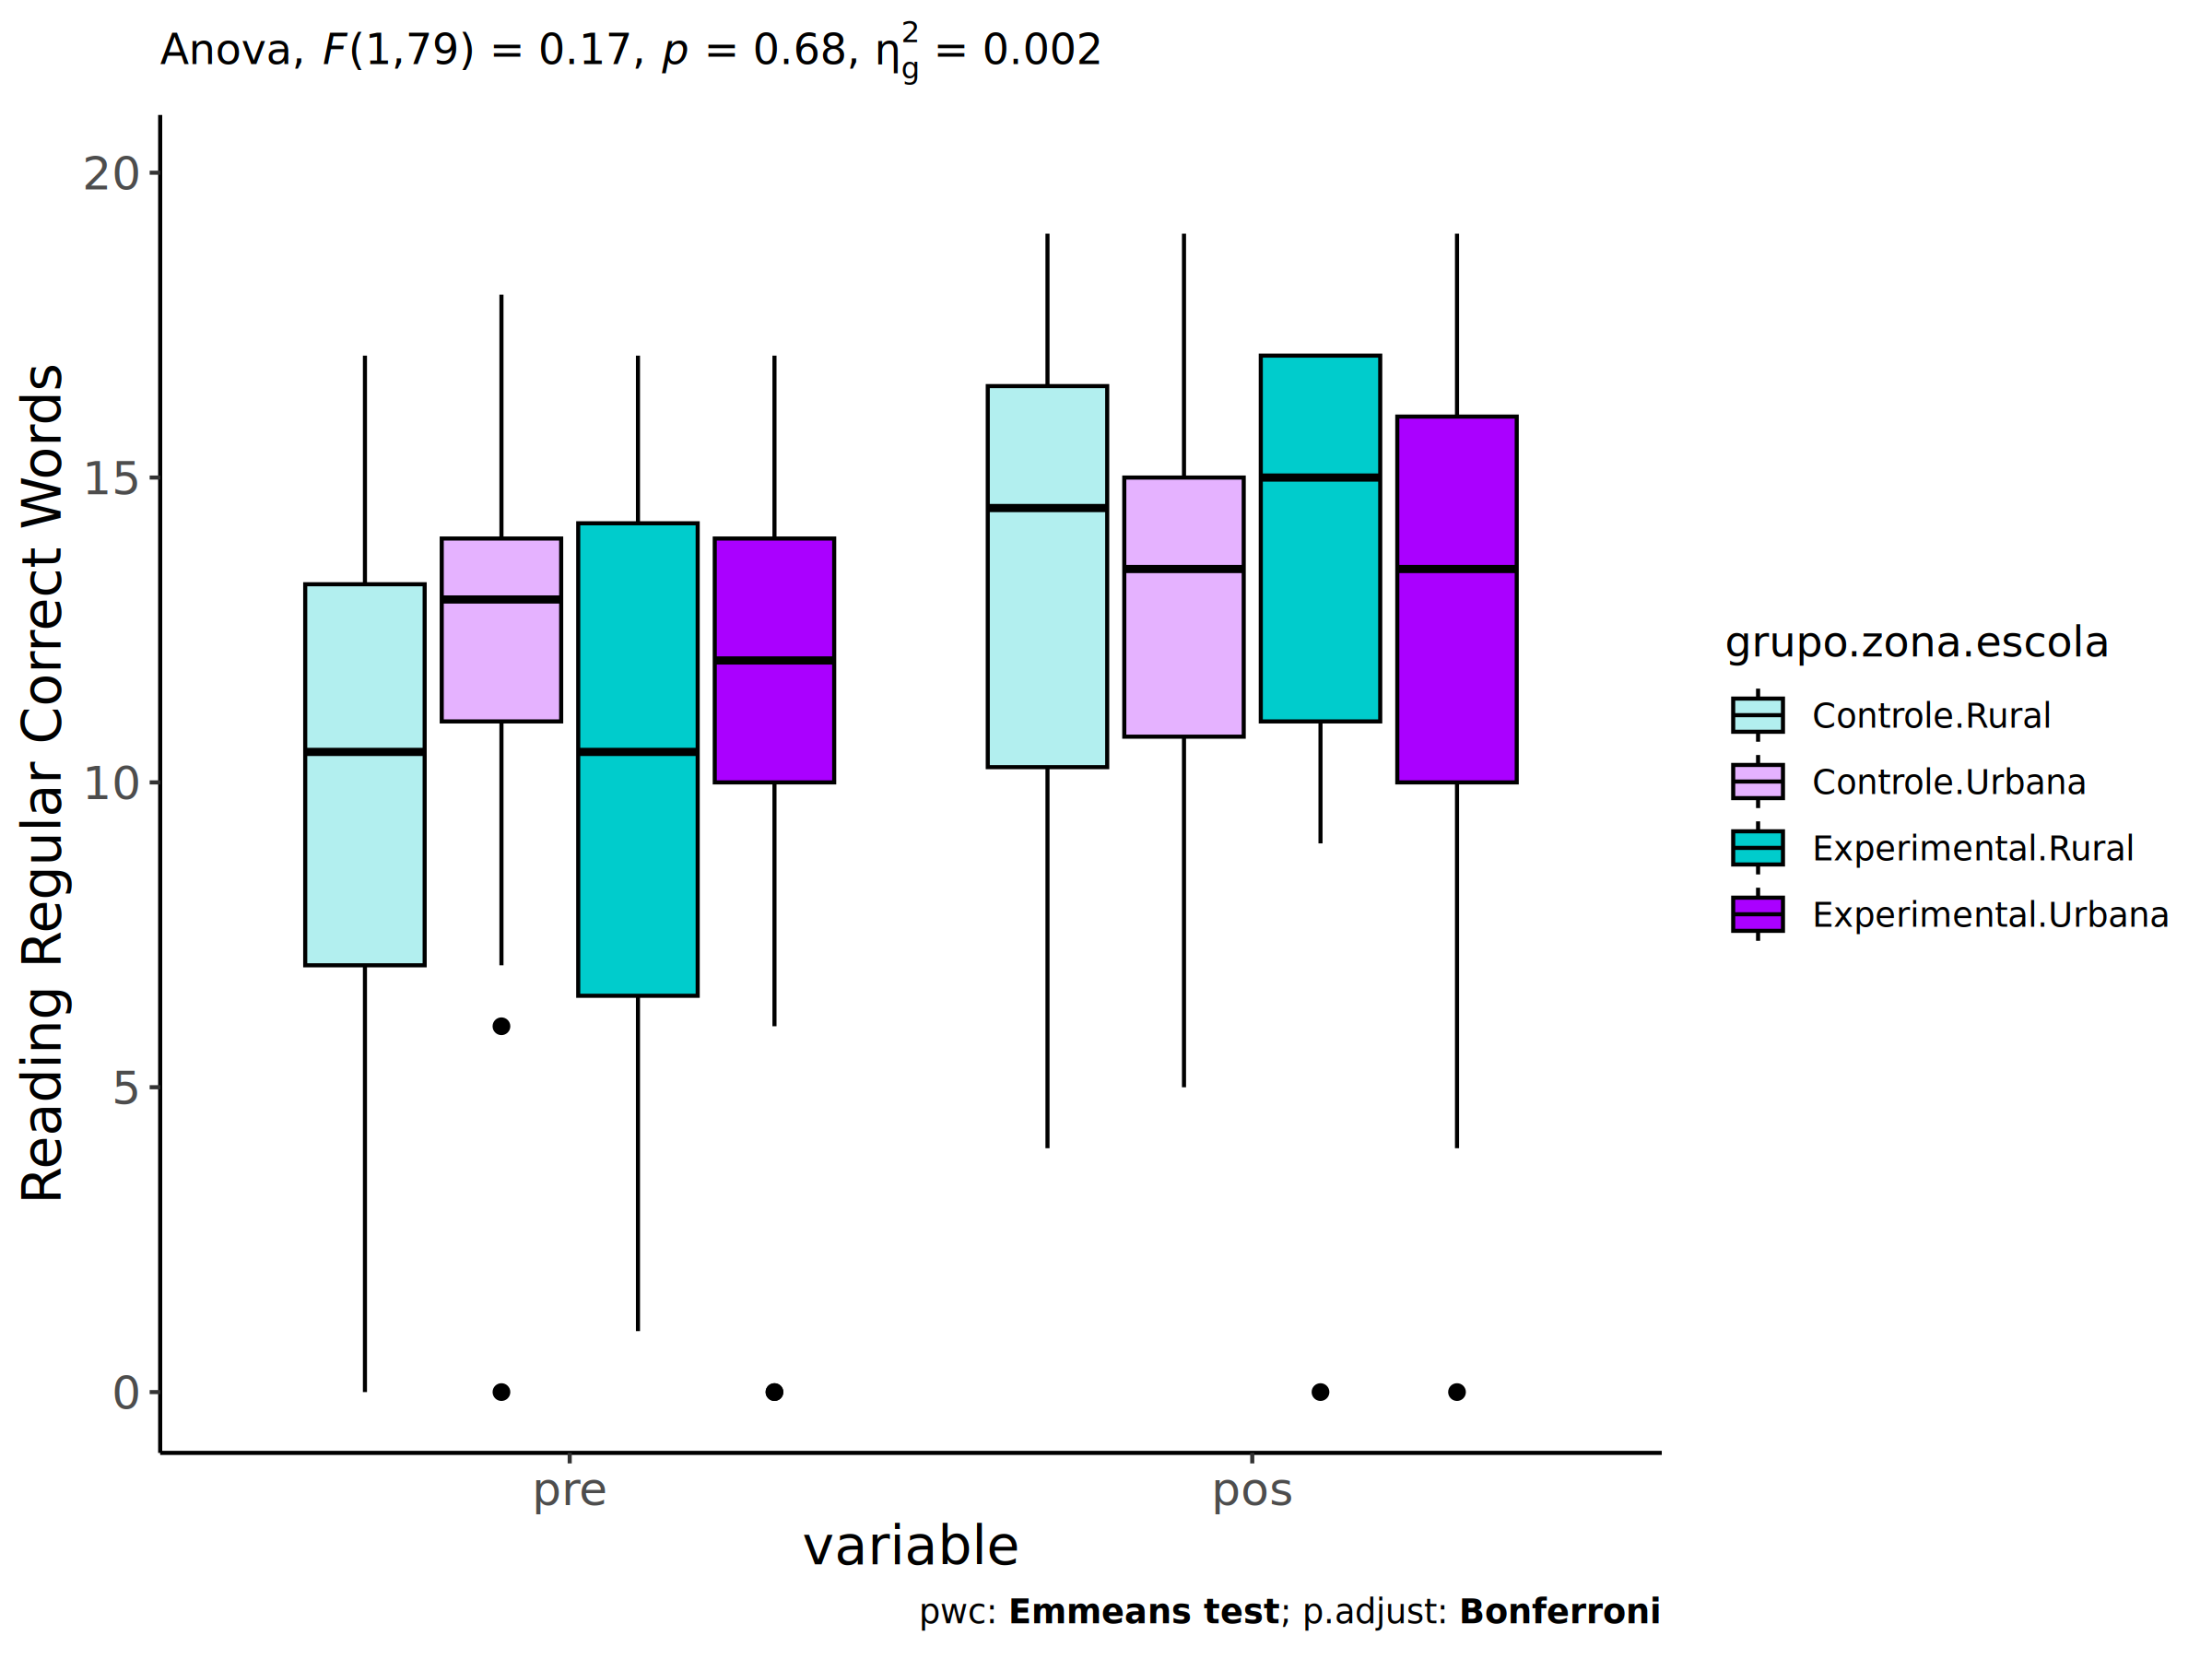 Anova, F(1,79) = 0.17, p = 0.68, η²g = 0.002
Reading Regular Correct Words
20
15
10
5
0
pre
pos
variable
grupo.zona.escola
Controle.Rural
Controle.Urbana
Experimental.Rural
Experimental.Urbana
pwc: Emmeans test; p.adjust: Bonferroni